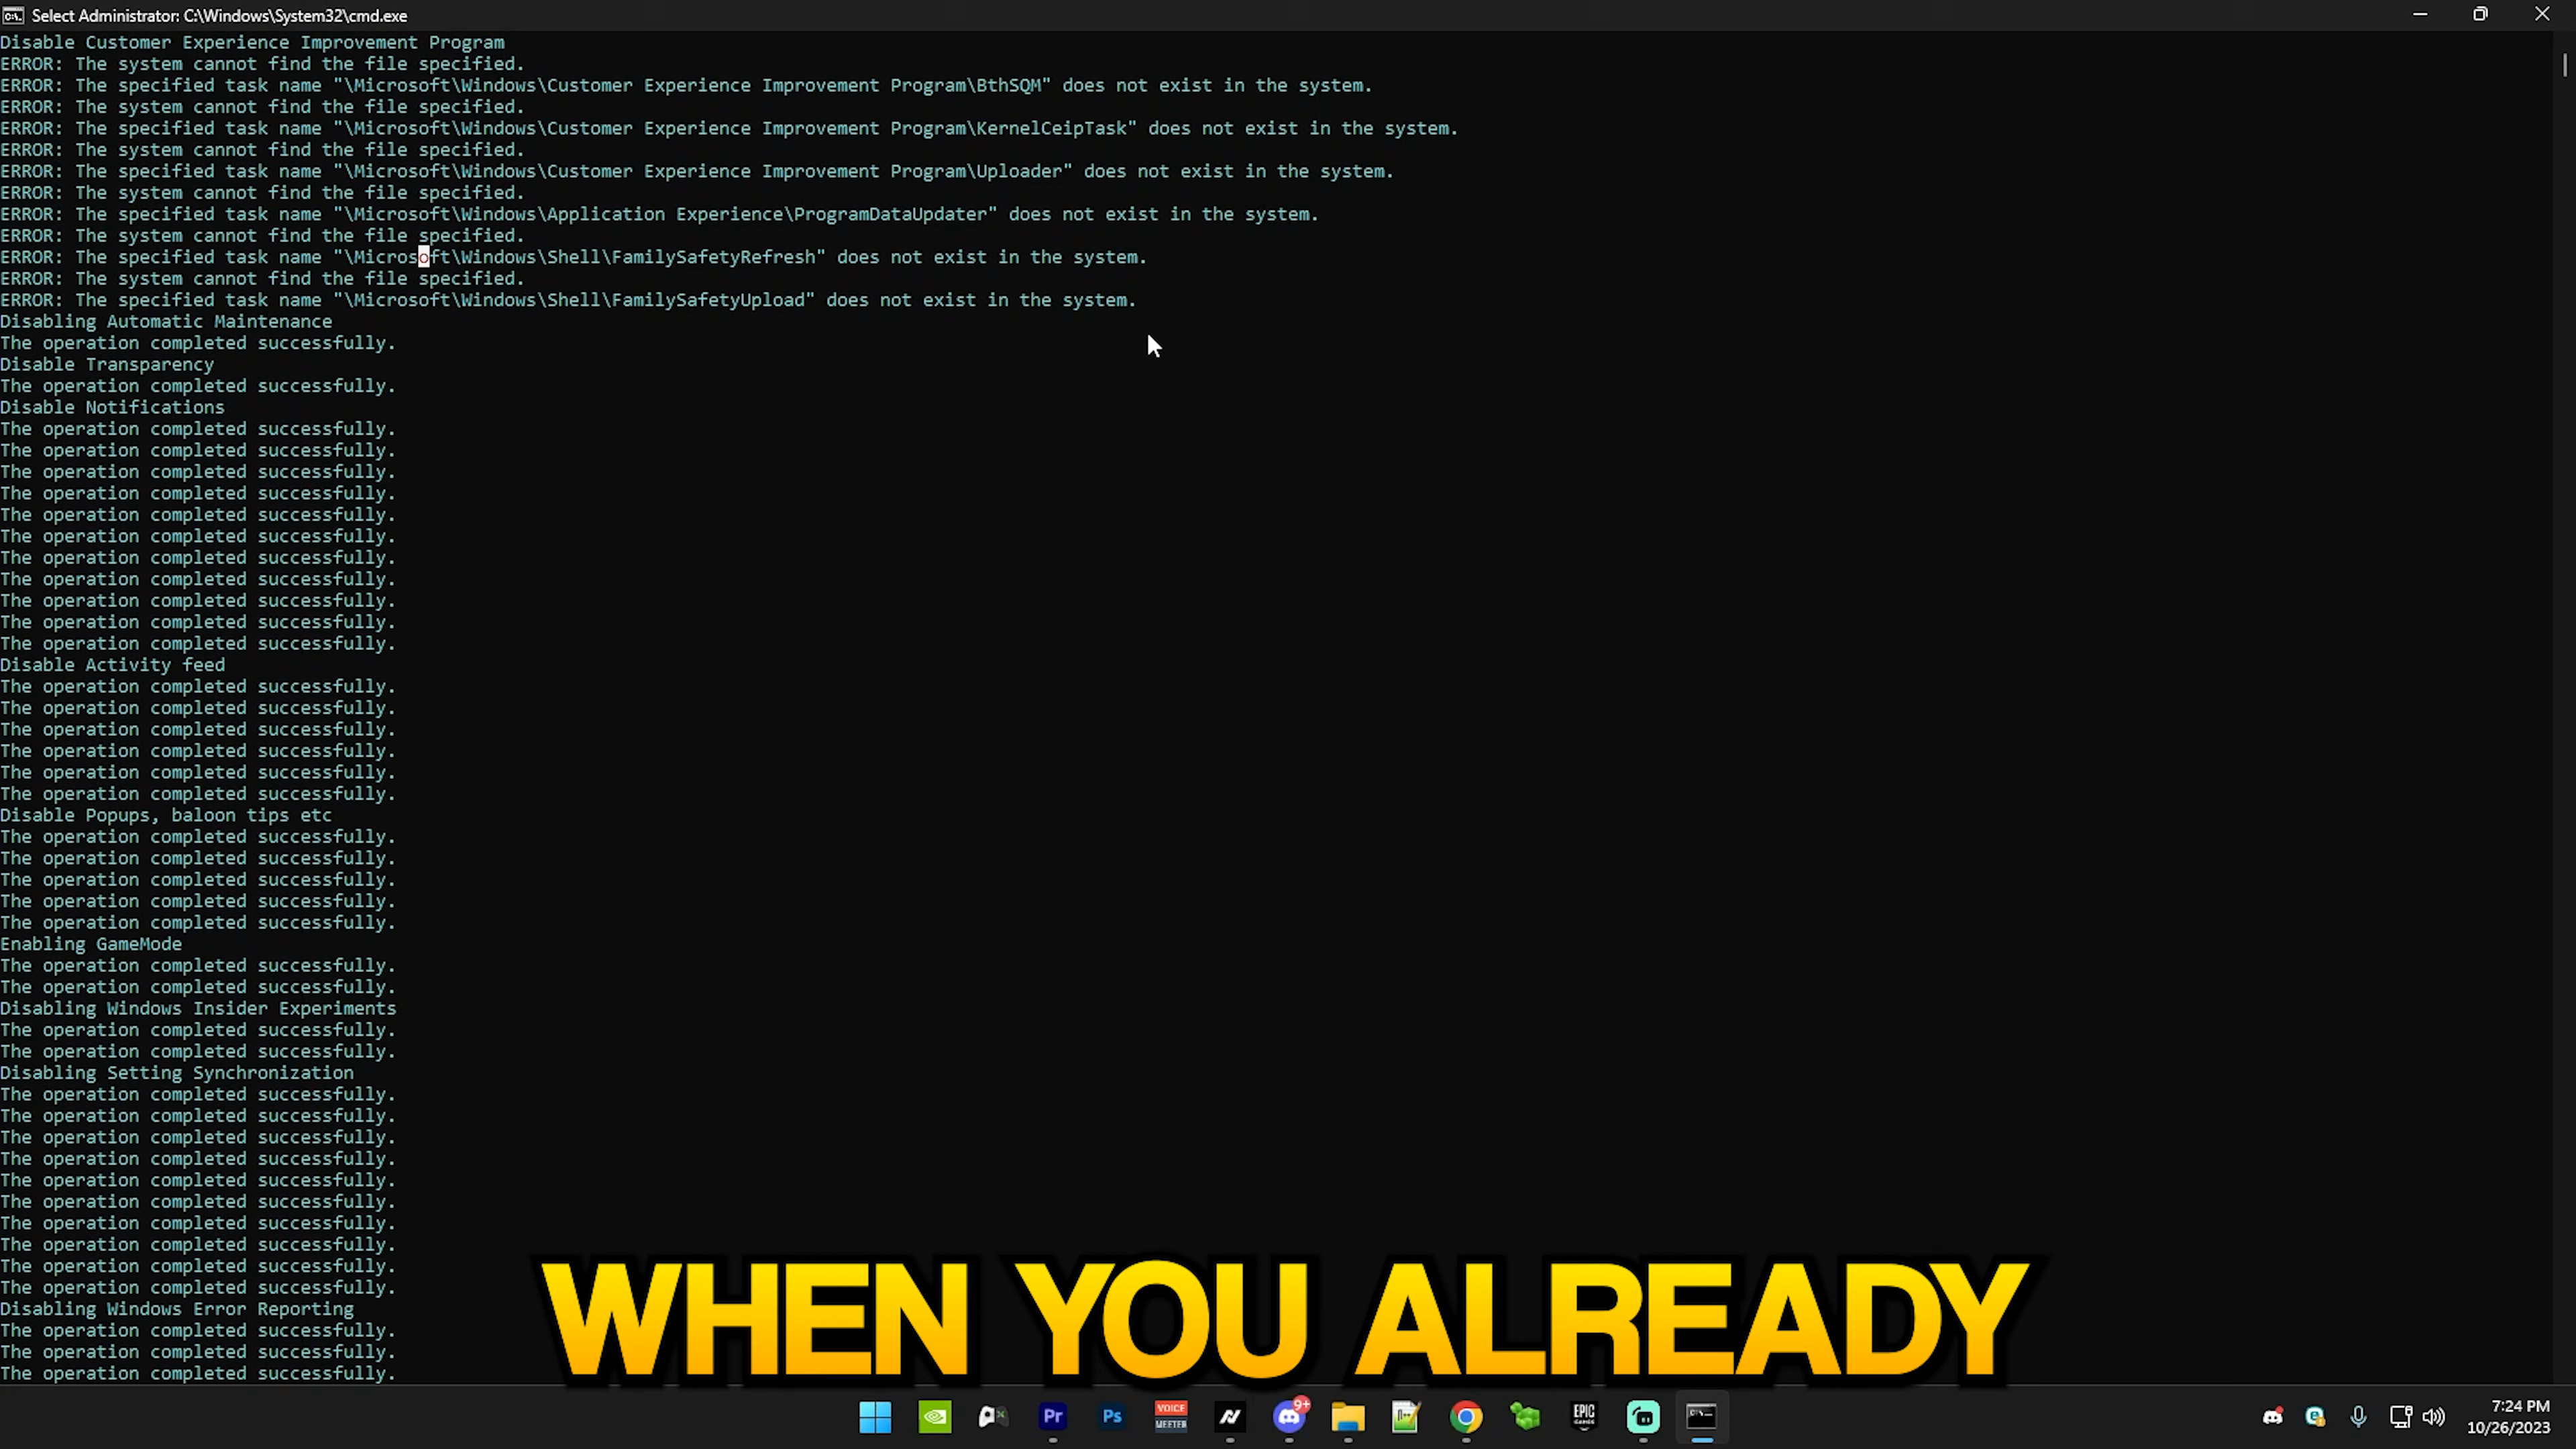 Select Administrator: C:\Windows\System32\cmd.exe
Disable Customer Experience Improvement Program
ERROR: The system cannot find the file specified.
ERROR: The specified task name "\Microsoft\Windows\Customer Experience Improvement Program\BthSQM" does not exist in the system.
ERROR: The system cannot find the file specified.
ERROR: The specified task name "\Microsoft\Windows\Customer Experience Improvement Program\KernelCeipTask" does not exist in the system.
ERROR: The system cannot find the file specified.
ERROR: The specified task name "\Microsoft\Windows\Customer Experience Improvement Program\Uploader" does not exist in the system.
ERROR: The system cannot find the file specified.
ERROR: The specified task name "\Microsoft\Windows\Application Experience\ProgramDataUpdater" does not exist in the system.
ERROR: The system cannot find the file specified.
ERROR: The specified task name "\Microsoft\Windows\Shell\FamilySafetyRefresh" does not exist in the system.
ERROR: The system cannot find the file specified.
ERROR: The specified task name "\Microsoft\Windows\Shell\FamilySafetyUpload" does not exist in the system.
Disabling Automatic Maintenance
The operation completed successfully.
Disable Transparency
The operation completed successfully.
Disable Notifications
The operation completed successfully.
The operation completed successfully.
The operation completed successfully.
The operation completed successfully.
The operation completed successfully.
The operation completed successfully.
The operation completed successfully.
The operation completed successfully.
The operation completed successfully.
The operation completed successfully.
The operation completed successfully.
Disable Activity feed
The operation completed successfully.
The operation completed successfully.
The operation completed successfully.
The operation completed successfully.
The operation completed successfully.
The operation completed successfully.
Disable Popups, baloon tips etc
The operation completed successfully.
The operation completed successfully.
The operation completed successfully.
The operation completed successfully.
The operation completed successfully.
Enabling GameMode
The operation completed successfully.
The operation completed successfully.
Disabling Windows Insider Experiments
The operation completed successfully.
The operation completed successfully.
Disabling Setting Synchronization
The operation completed successfully.
The operation completed successfully.
The operation completed successfully.
The operation completed successfully.
The operation completed successfully.
The operation completed successfully.
The operation completed successfully.
The operation completed successfully.
The operation completed successfully.
The operation completed successfully.
Disabling Windows Error Reporting
The operation completed successfully.
The operation completed successfully.
The operation completed successfully.
WHEN YOU ALREADY
Pr
Ps
VOICE
MEETER
9+
EPIC
GAMES
7:24 PM
10/26/2023